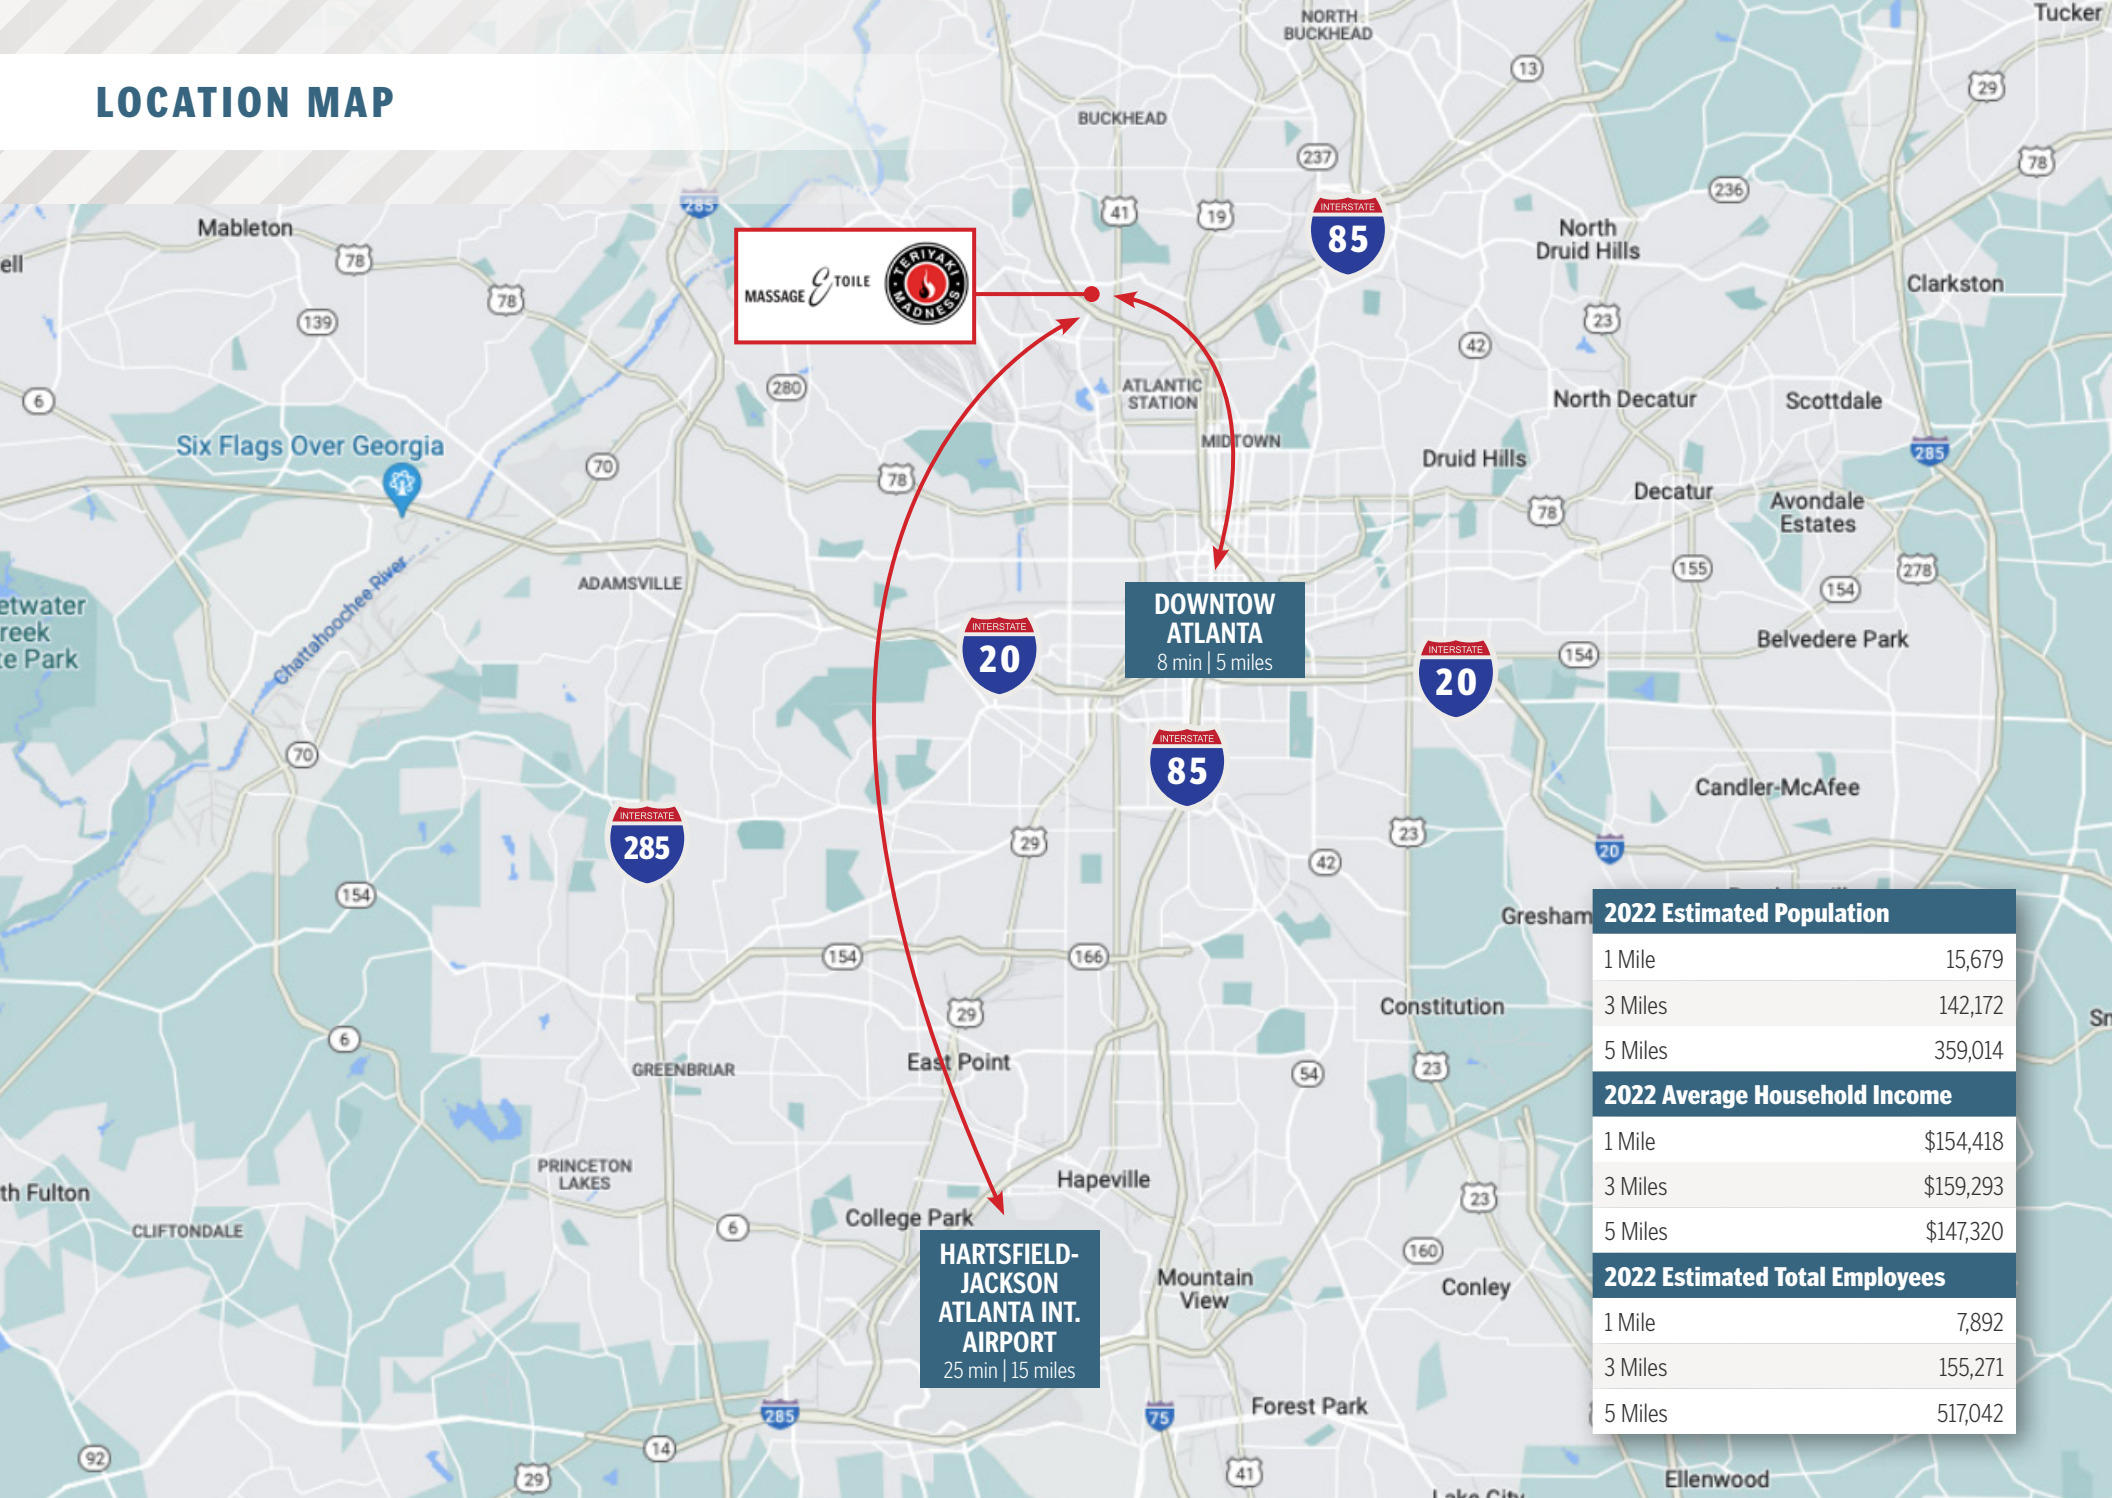 LOCATION MAP
NORTH
BUCKHEAD
Tucker
13
29
BUCKHEAD
237
78
236
285
41
19
INTERSTATE
85
Mableton
78
ell
North
Druid Hills
MASSAGE ETOILE
TERIYAKI
MADNESS
Clarkston
78
139
23
42
280
ATLANTIC
STATION
6
North Decatur
Scottdale
Six Flags Over Georgia
MIDTOWN
70
78
Druid Hills
285
Decatur
Avondale
Estates
78
Chattahoochee River
ADAMSVILLE
155
278
154
etwater
reek
te Park
DOWNTOW
ATLANTA
8 min | 5 miles
INTERSTATE
20
INTERSTATE
20
154
Belvedere Park
70
INTERSTATE
85
Candler-McAfee
INTERSTATE
285
29
23
42
20
154
Gresham
154
166
29
Constitution
6
GREENBRIAR
East Point
54
23
PRINCETON
LAKES
Hapeville
th Fulton
CLIFTONDALE
6
College Park
23
160
HARTSFIELD-
JACKSON
ATLANTA INT.
AIRPORT
25 min | 15 miles
Mountain
View
Conley
285
75
Forest Park
14
92
29
41
Lake City
Ellenwood
Sn
2022 Estimated Population
1 Mile 15,679
3 Miles 142,172
5 Miles 359,014
2022 Average Household Income
1 Mile $154,418
3 Miles $159,293
5 Miles $147,320
2022 Estimated Total Employees
1 Mile 7,892
3 Miles 155,271
5 Miles 517,042